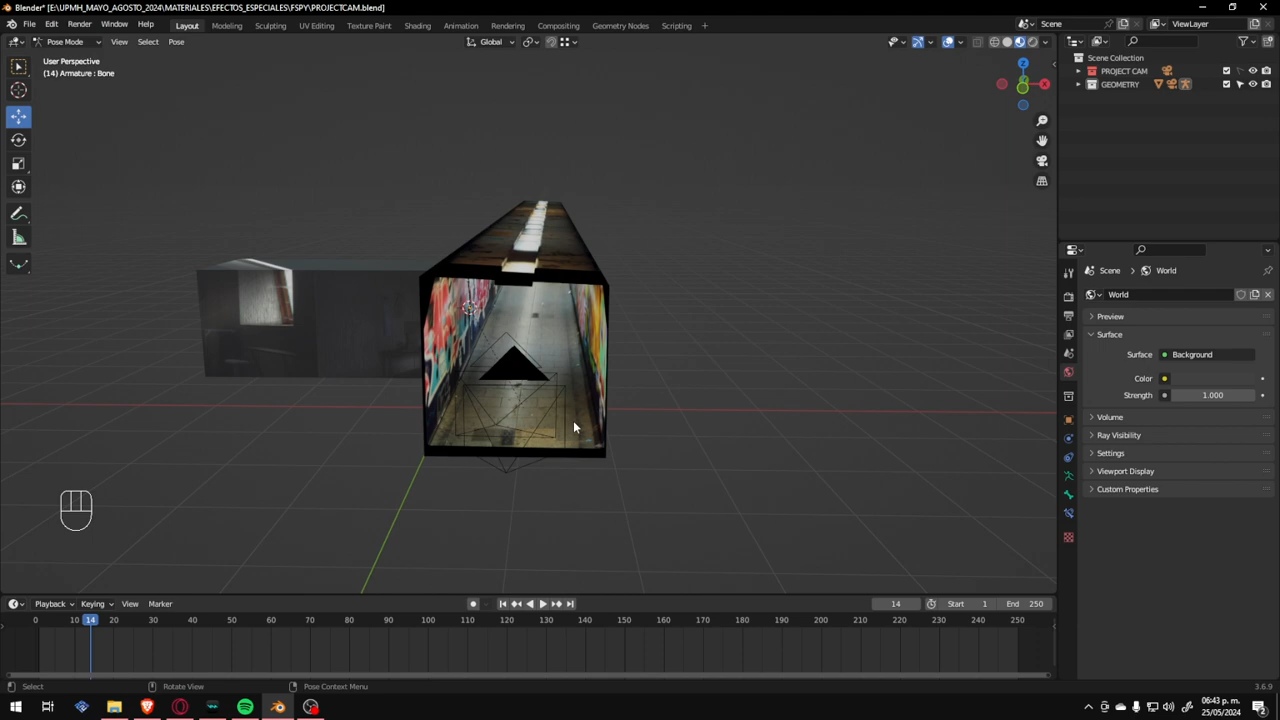 Blender* [E:\UPMH_MAYO_AGOSTO_2024\MATERIALES\EFECTOS_ESPECIALES\FSPY\PROJECTCAM.blend]
File Edit Render Window Help Layout Modeling Sculpting UV Editing Texture Paint Shading Animation Rendering Compositing Geometry Nodes Scripting Scene ViewLayer
Pose Mode View Select Pose Global
User Perspective
(14) Armature : Bone
Z
X
Scene Collection
PROJECT CAM
GEOMETRY
Scene World
World
Preview
Surface
Surface Background
Color
Strength 1.000
Volume
Ray Visibility
Settings
Viewport Display
Custom Properties
Playback Keying View Marker 14 Start 1 End 250
0 10 14 20 30 40 50 60 70 80 90 100 110 120 130 140 150 160 170 180 190 200 210 220 230 240 250
Select Rotate View Pose Context Menu 3.6.9
06:43 p. m.
25/05/2024
2